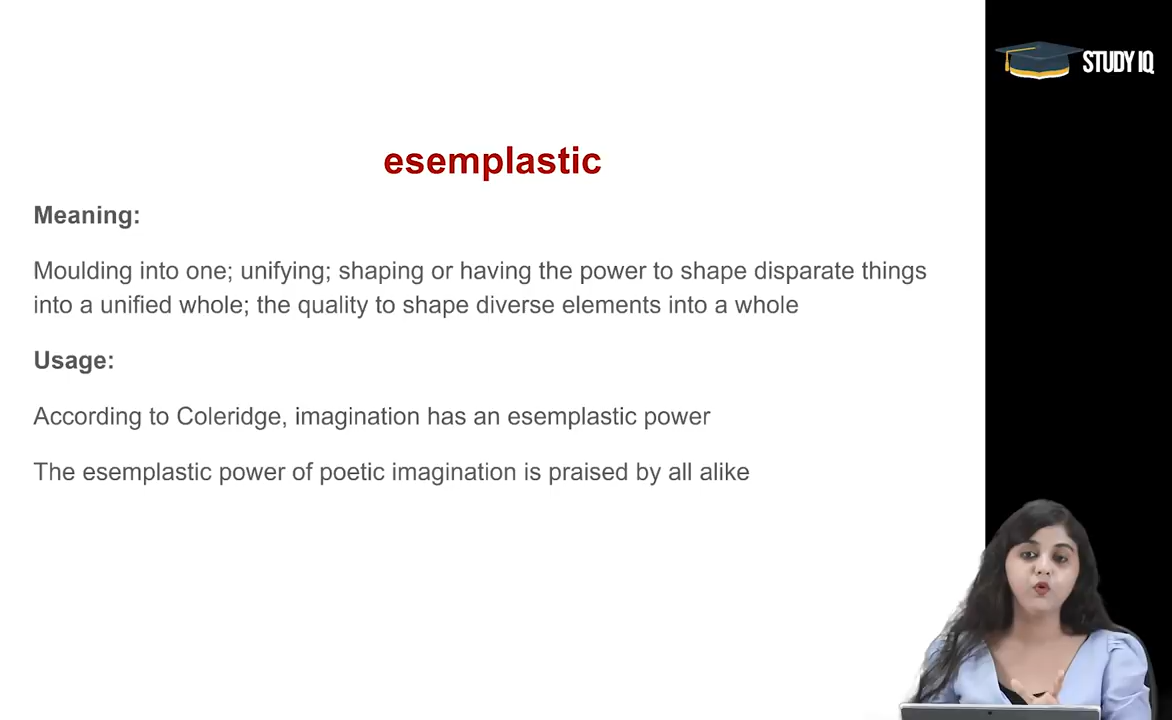 STUDY IQ
esemplastic
Meaning:
Moulding into one; unifying; shaping or having the power to shape disparate things
into a unified whole; the quality to shape diverse elements into a whole
Usage:
According to Coleridge, imagination has an esemplastic power
The esemplastic power of poetic imagination is praised by all alike